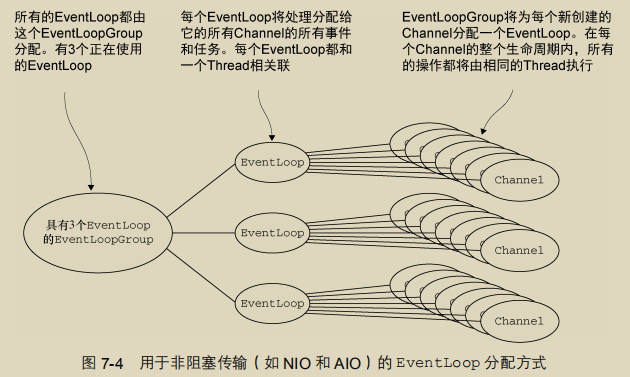 所有的EventLoop都由
这个EventLoopGroup
分配。有3个正在使用
的EventLoop
每个EventLoop将处理分配给
它的所有Channel的所有事件
和任务。每个EventLoop都和
一个Thread相关联
EventLoopGroup将为每个新创建的
Channel分配一个EventLoop。在每
个Channel的整个生命周期内，所有
的操作都将由相同的Thread执行
具有3个EventLoop
的EventLoopGroup
EventLoop
Channel
EventLoop
Channel
EventLoop
Channel
图 7-4 用于非阻塞传输（如 NIO 和 AIO）的 EventLoop 分配方式